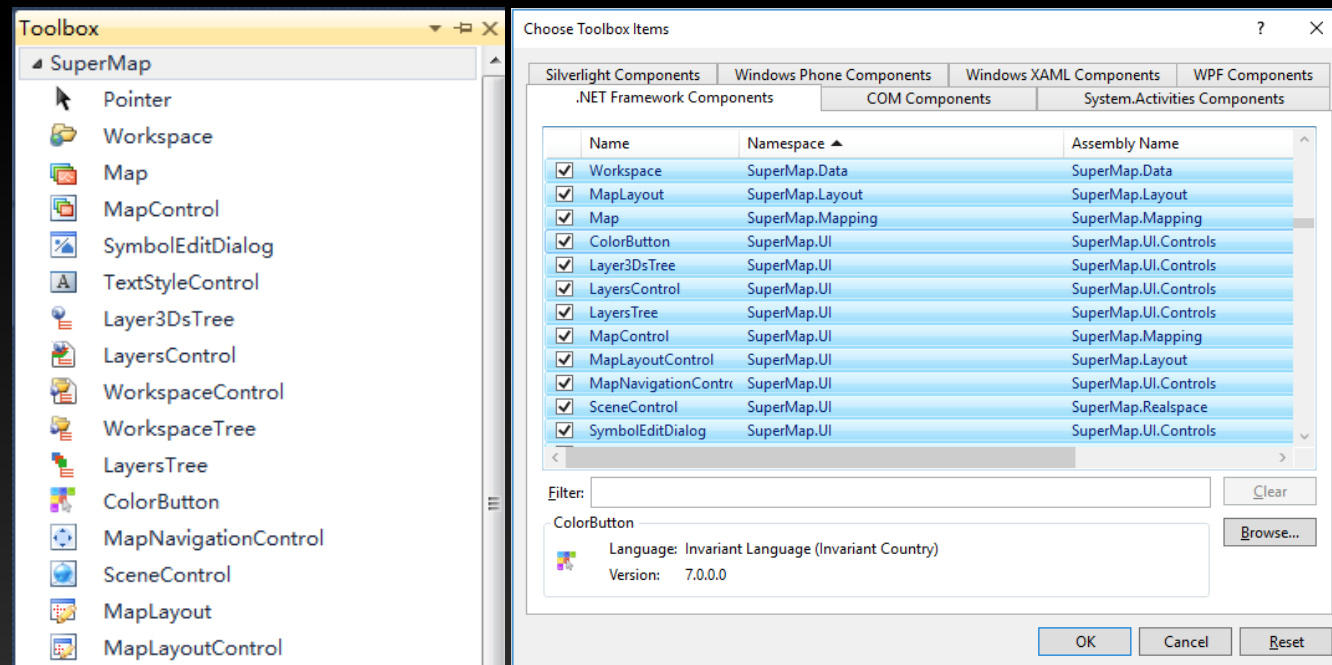 Toolbox
SuperMap
Pointer
Workspace
Map
MapControl
SymbolEditDialog
TextStyleControl
Layer3DsTree
LayersControl
WorkspaceControl
WorkspaceTree
LayersTree
ColorButton
MapNavigationControl
SceneControl
MapLayout
MapLayoutControl
Choose Toolbox Items ?
Silverlight Components Windows Phone Components Windows XAML Components WPF Components
.NET Framework Components COM Components System.Activities Components
Name Namespace Assembly Name
Workspace SuperMap.Data SuperMap.Data
MapLayout SuperMap.Layout SuperMap.Layout
Map SuperMap.Mapping SuperMap.Mapping
ColorButton SuperMap.UI SuperMap.UI.Controls
Layer3DsTree SuperMap.UI SuperMap.UI.Controls
LayersControl SuperMap.UI SuperMap.UI.Controls
LayersTree SuperMap.UI SuperMap.UI.Controls
MapControl SuperMap.UI SuperMap.Mapping
MapLayoutControl SuperMap.UI SuperMap.Layout
MapNavigationContr SuperMap.UI SuperMap.UI.Controls
SceneControl SuperMap.UI SuperMap.Realspace
SymbolEditDialog SuperMap.UI SuperMap.UI.Controls
Filter: Clear
ColorButton
Browse...
Language: Invariant Language (Invariant Country)
Version: 7.0.0.0
OK Cancel Reset